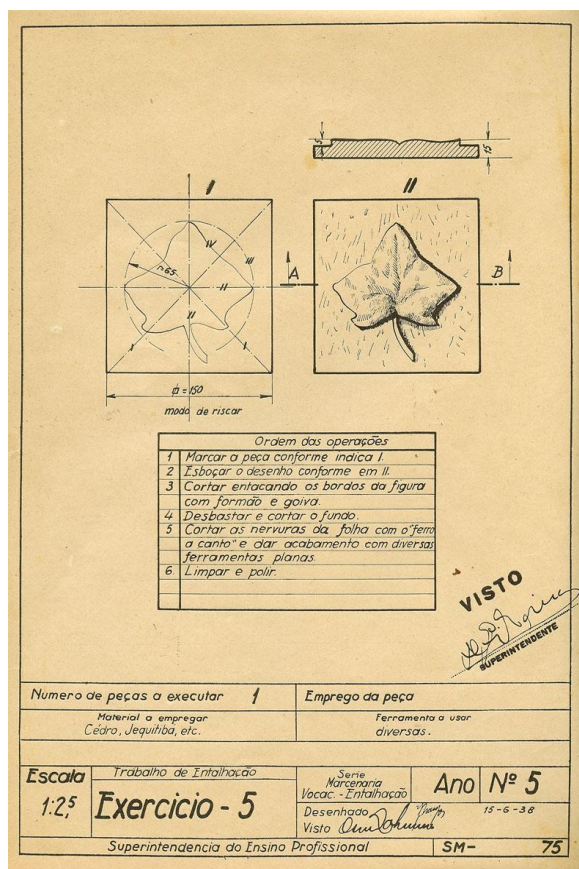 5
15
I
II
IV
III
r=65
II
A
B
VI
I
I
⌀=150
modo de riscar
Ordem das operações
1 Marcar a peça conforme indica I.
2 Esboçar o desenho conforme em II.
3 Cortar entacando os bordos da figura
com formão e goiva.
4 Desbastar e cortar o fundo.
5 Cortar as nervuras da folha com o "ferro
a canto" e dar acabamento com diversas
ferramentas planas.
6. Limpar e polir.
VISTO
SUPERINTENDENTE
Numero de peças a executar 1
Emprego da peça
Material a empregar
Cédro, Jequitiba, etc.
Ferramenta a usar
diversas.
Escala
1:2,5
Trabalho de Entalhação
Exercicio - 5
Serie
Marcenaria
Vocac. - Entalhação
Ano
Nº 5
Desenhado
Visto
15-6-38
Superintendencia do Ensino Profissional
SM-
75